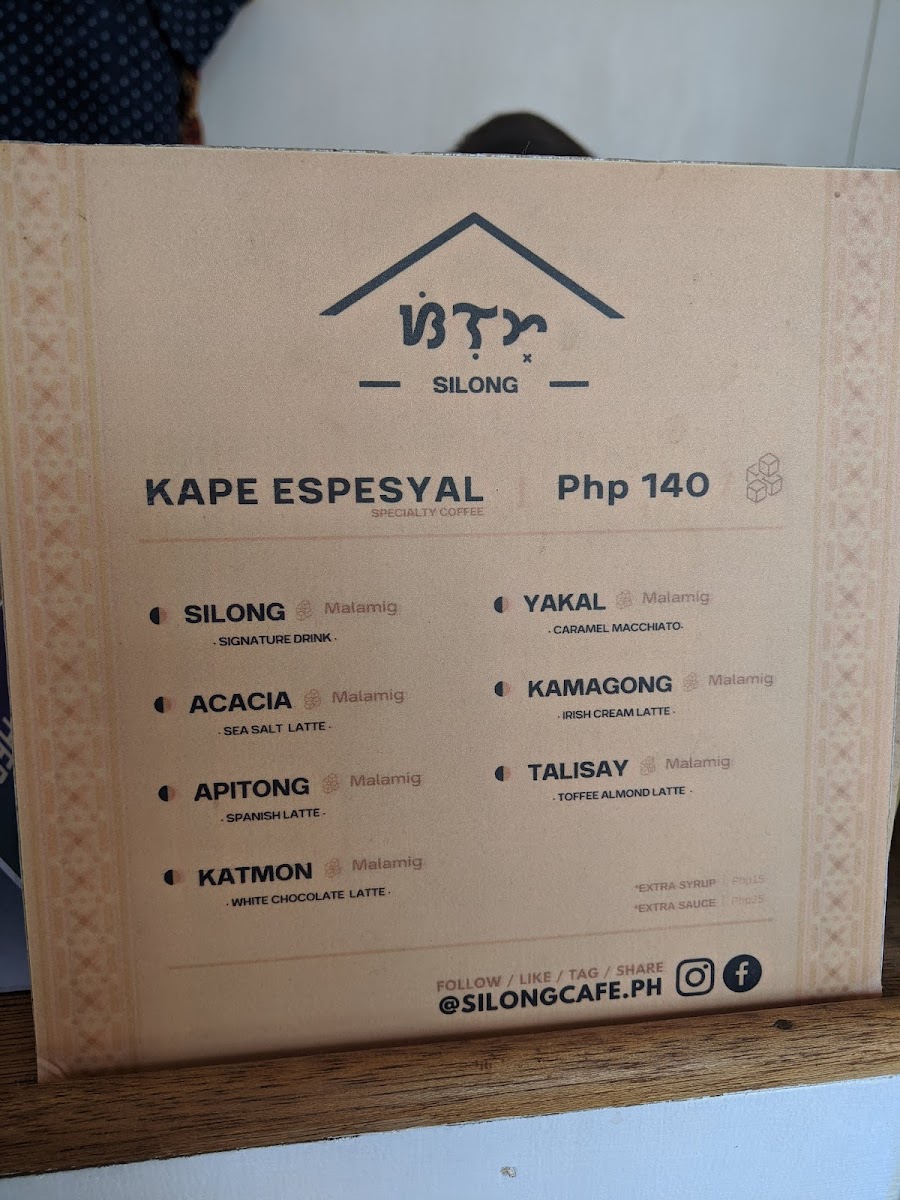 ᜐᜒᜎᜓᜅ᜔
SILONG
KAPE ESPESYAL
SPECIALTY COFFEE
Php 140
SILONG Malamig
· SIGNATURE DRINK ·
ACACIA Malamig
· SEA SALT LATTE ·
APITONG Malamig
· SPANISH LATTE ·
KATMON Malamig
· WHITE CHOCOLATE LATTE ·
YAKAL Malamig
· CARAMEL MACCHIATO·
KAMAGONG Malamig
· IRISH CREAM LATTE ·
TALISAY Malamig
· TOFFEE ALMOND LATTE ·
*EXTRA SYRUP | Php15
*EXTRA SAUCE | Php25
FOLLOW / LIKE / TAG / SHARE
@SILONGCAFE.PH